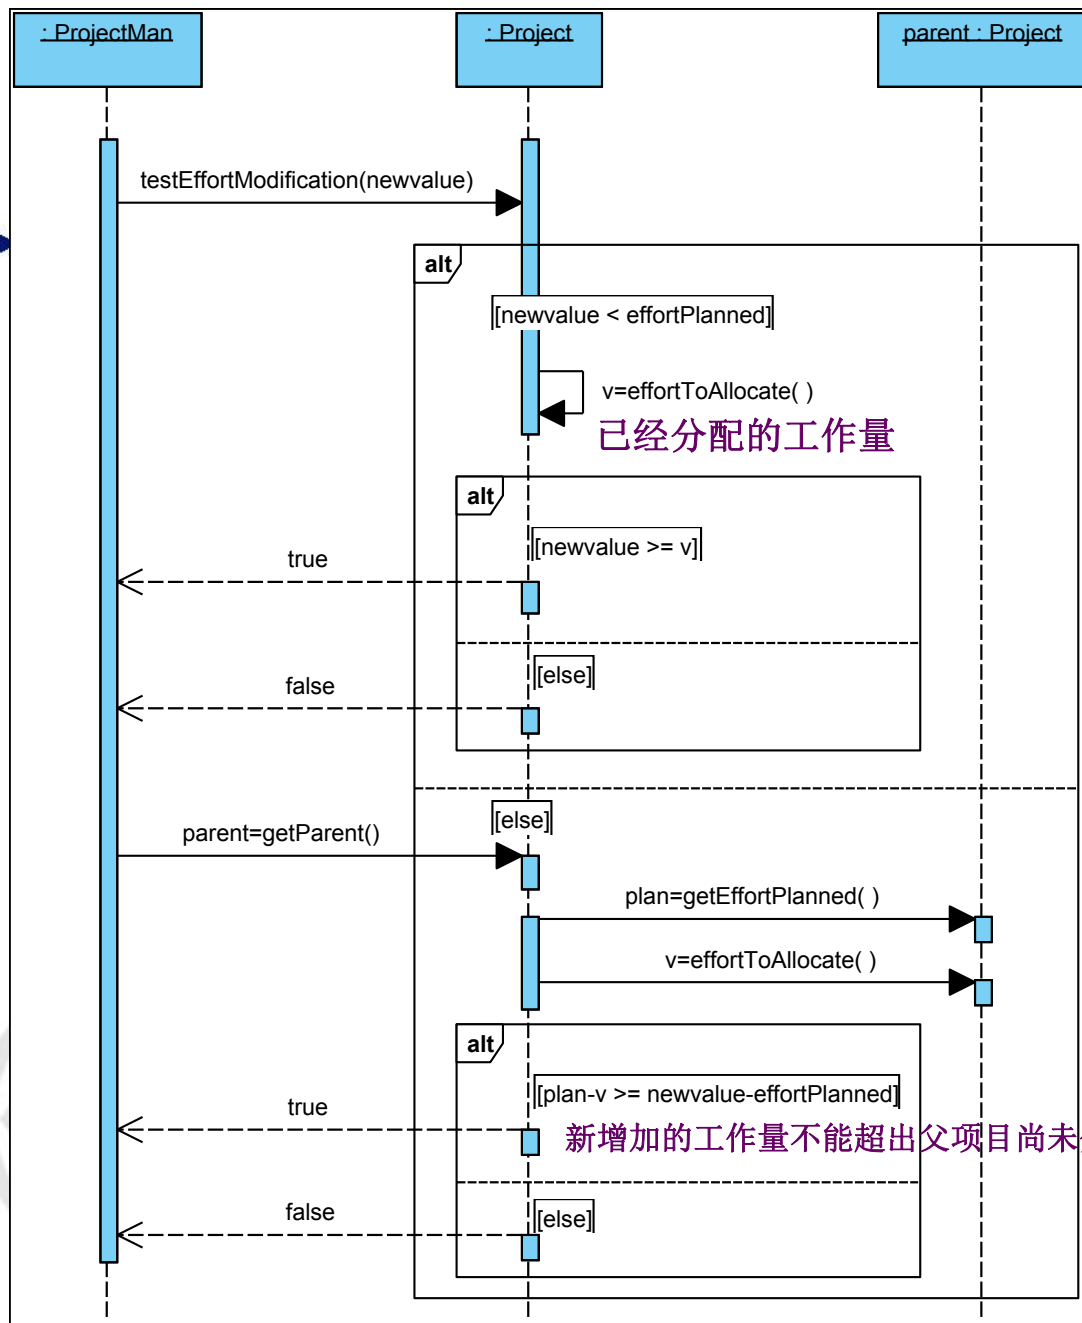 : ProjectMan
: Project
parent : Project
testEffortModification(newvalue)
alt
[newvalue < effortPlanned]
v=effortToAllocate( )
已经分配的工作量
alt
[newvalue >= v]
true
[else]
false
[else]
parent=getParent()
plan=getEffortPlanned( )
v=effortToAllocate( )
alt
[plan-v >= newvalue-effortPlanned]
true
新增加的工作量不能超出父项目尚未
false
[else]